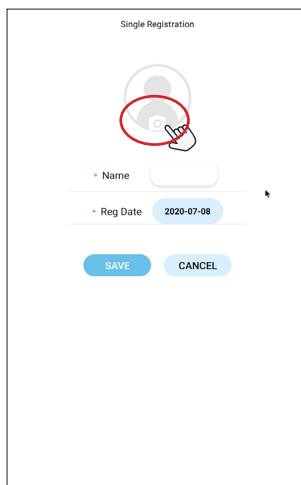 Single Registration
• Name
• Reg Date 2020-07-08
SAVE CANCEL